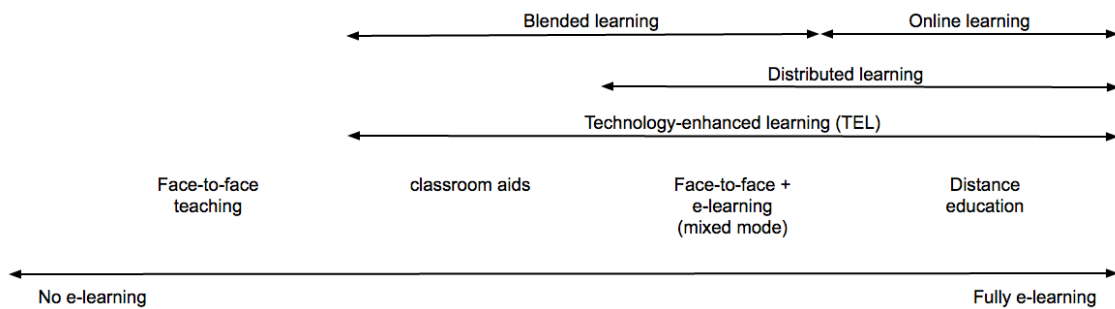 Blended learning
Online learning
Distributed learning
Technology-enhanced learning (TEL)
Face-to-face
teaching
classroom aids
Face-to-face +
e-learning
(mixed mode)
Distance
education
No e-learning
Fully e-learning